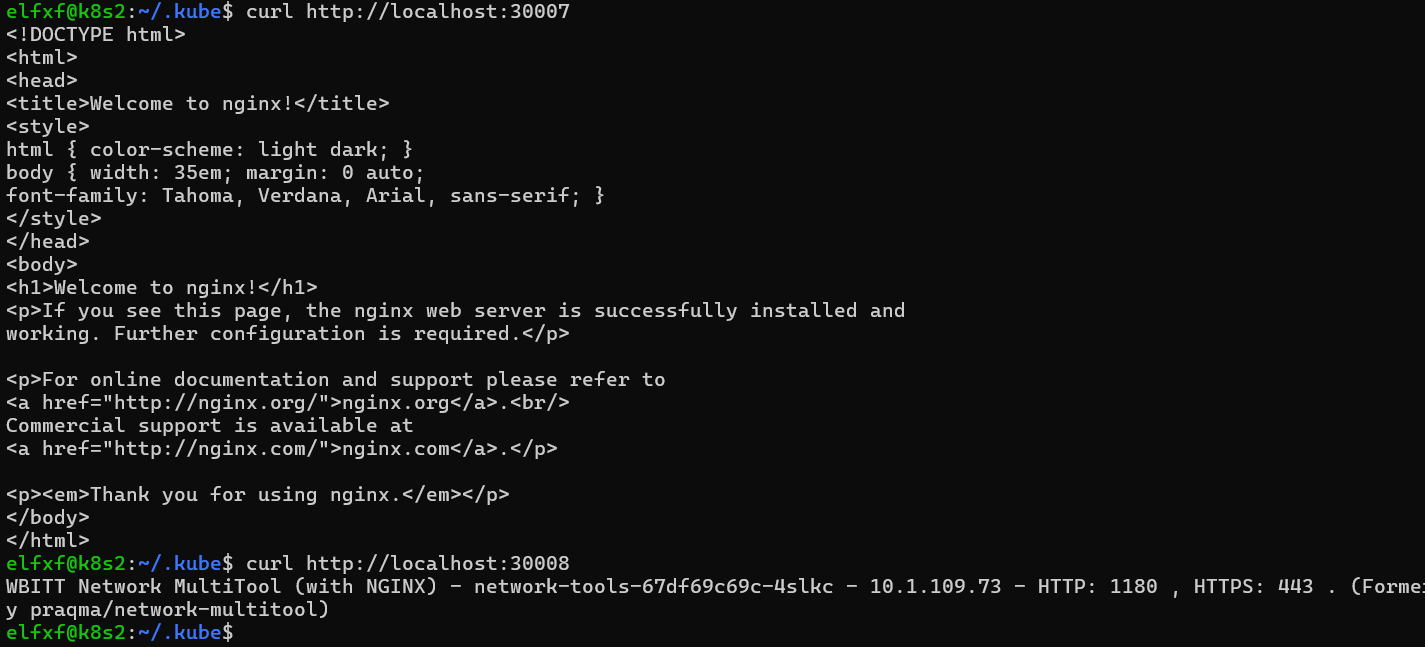 elfxf@k8s2:~/.kube$ curl http://localhost:30007
<!DOCTYPE html>
<html>
<head>
<title>Welcome to nginx!</title>
<style>
html { color-scheme: light dark; }
body { width: 35em; margin: 0 auto;
font-family: Tahoma, Verdana, Arial, sans-serif; }
</style>
</head>
<body>
<h1>Welcome to nginx!</h1>
<p>If you see this page, the nginx web server is successfully installed and
working. Further configuration is required.</p>

<p>For online documentation and support please refer to
<a href="http://nginx.org/">nginx.org</a>.<br/>
Commercial support is available at
<a href="http://nginx.com/">nginx.com</a>.</p>

<p><em>Thank you for using nginx.</em></p>
</body>
</html>
elfxf@k8s2:~/.kube$ curl http://localhost:30008
WBITT Network MultiTool (with NGINX) - network-tools-67df69c69c-4slkc - 10.1.109.73 - HTTP: 1180 , HTTPS: 443 . (Forme
y praqma/network-multitool)
elfxf@k8s2:~/.kube$